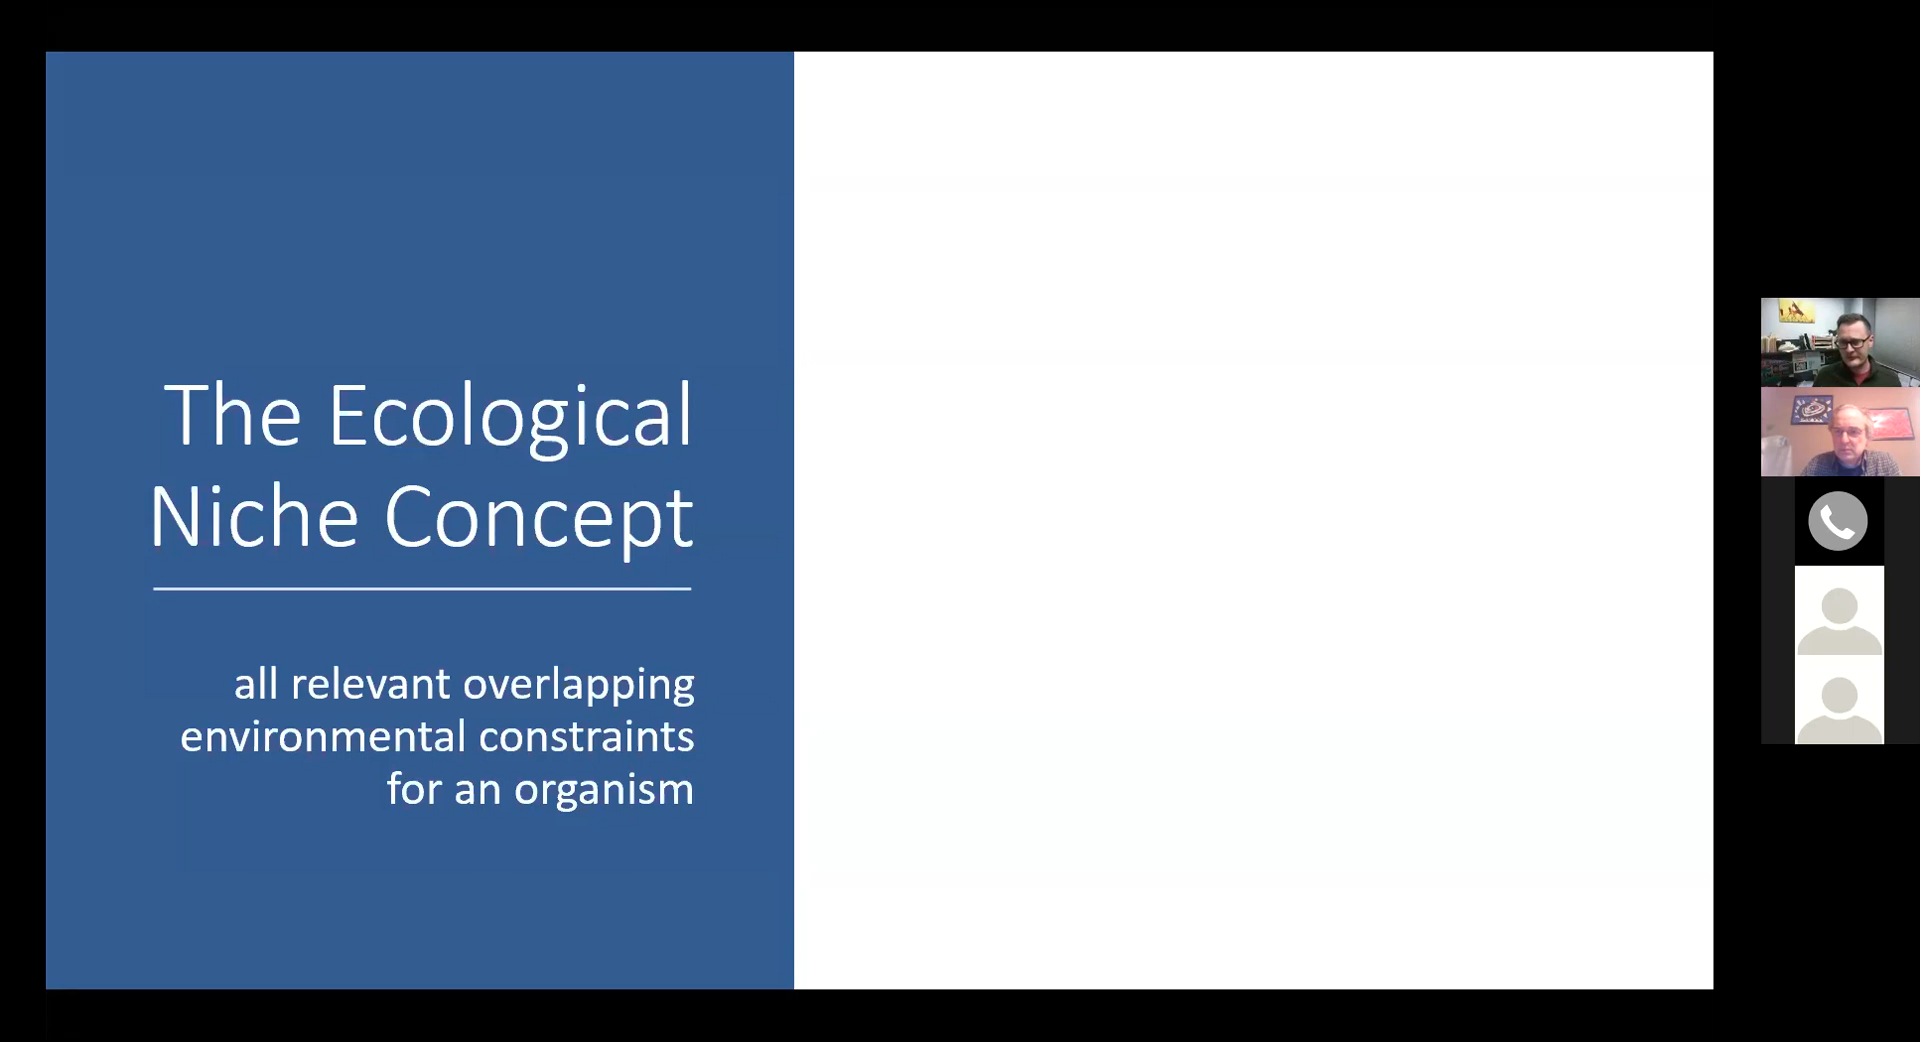 The Ecological
Niche Concept
all relevant overlapping
environmental constraints
for an organism